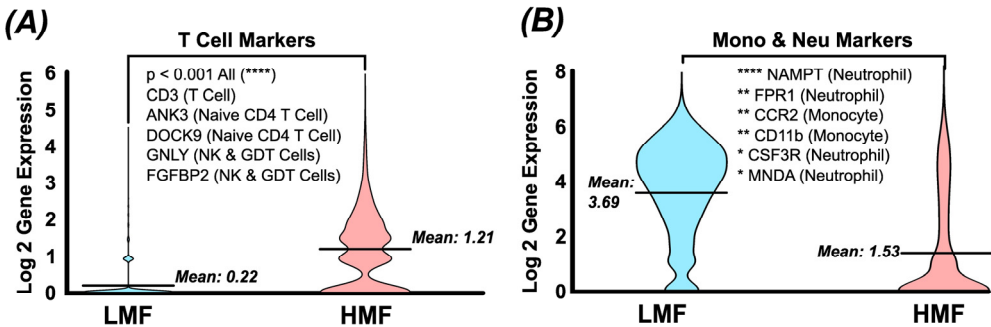 (A)
T Cell Markers
Log 2 Gene Expression
6
5
4
3
2
1
0
p < 0.001 All (****)
CD3 (T Cell)
ANK3 (Naive CD4 T Cell)
DOCK9 (Naive CD4 T Cell)
GNLY (NK & GDT Cells)
FGFBP2 (NK & GDT Cells)
Mean: 0.22
Mean: 1.21
LMF
HMF
(B)
Mono & Neu Markers
Log 2 Gene Expression
8
6
4
2
0
**** NAMPT (Neutrophil)
** FPR1 (Neutrophil)
** CCR2 (Monocyte)
** CD11b (Monocyte)
* CSF3R (Neutrophil)
* MNDA (Neutrophil)
Mean:
3.69
Mean: 1.53
LMF
HMF